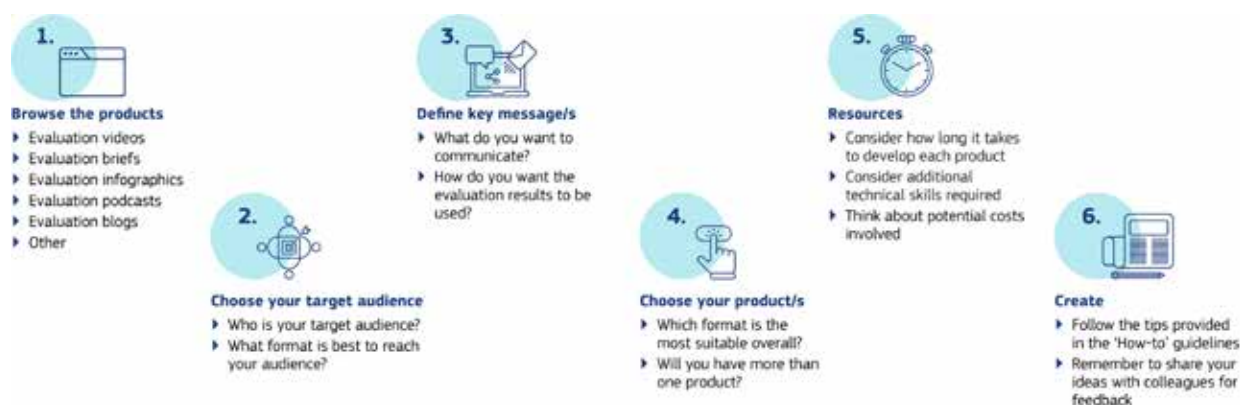 1.
Browse the products
Evaluation videos
Evaluation briefs
Evaluation infographics
Evaluation podcasts
Evaluation blogs
Other
2.
Choose your target audience
Who is your target audience?
What format is best to reach
your audience?
3.
Define key message/s
What do you want to
communicate?
How do you want the
evaluation results to be
used?
4.
Choose your product/s
Which format is the
most suitable overall?
Will you have more than
one product?
5.
Resources
Consider how long it takes
to develop each product
Consider additional
technical skills required
Think about potential costs
involved
6.
Create
Follow the tips provided
in the 'How-to' guidelines
Remember to share your
ideas with colleagues for
feedback